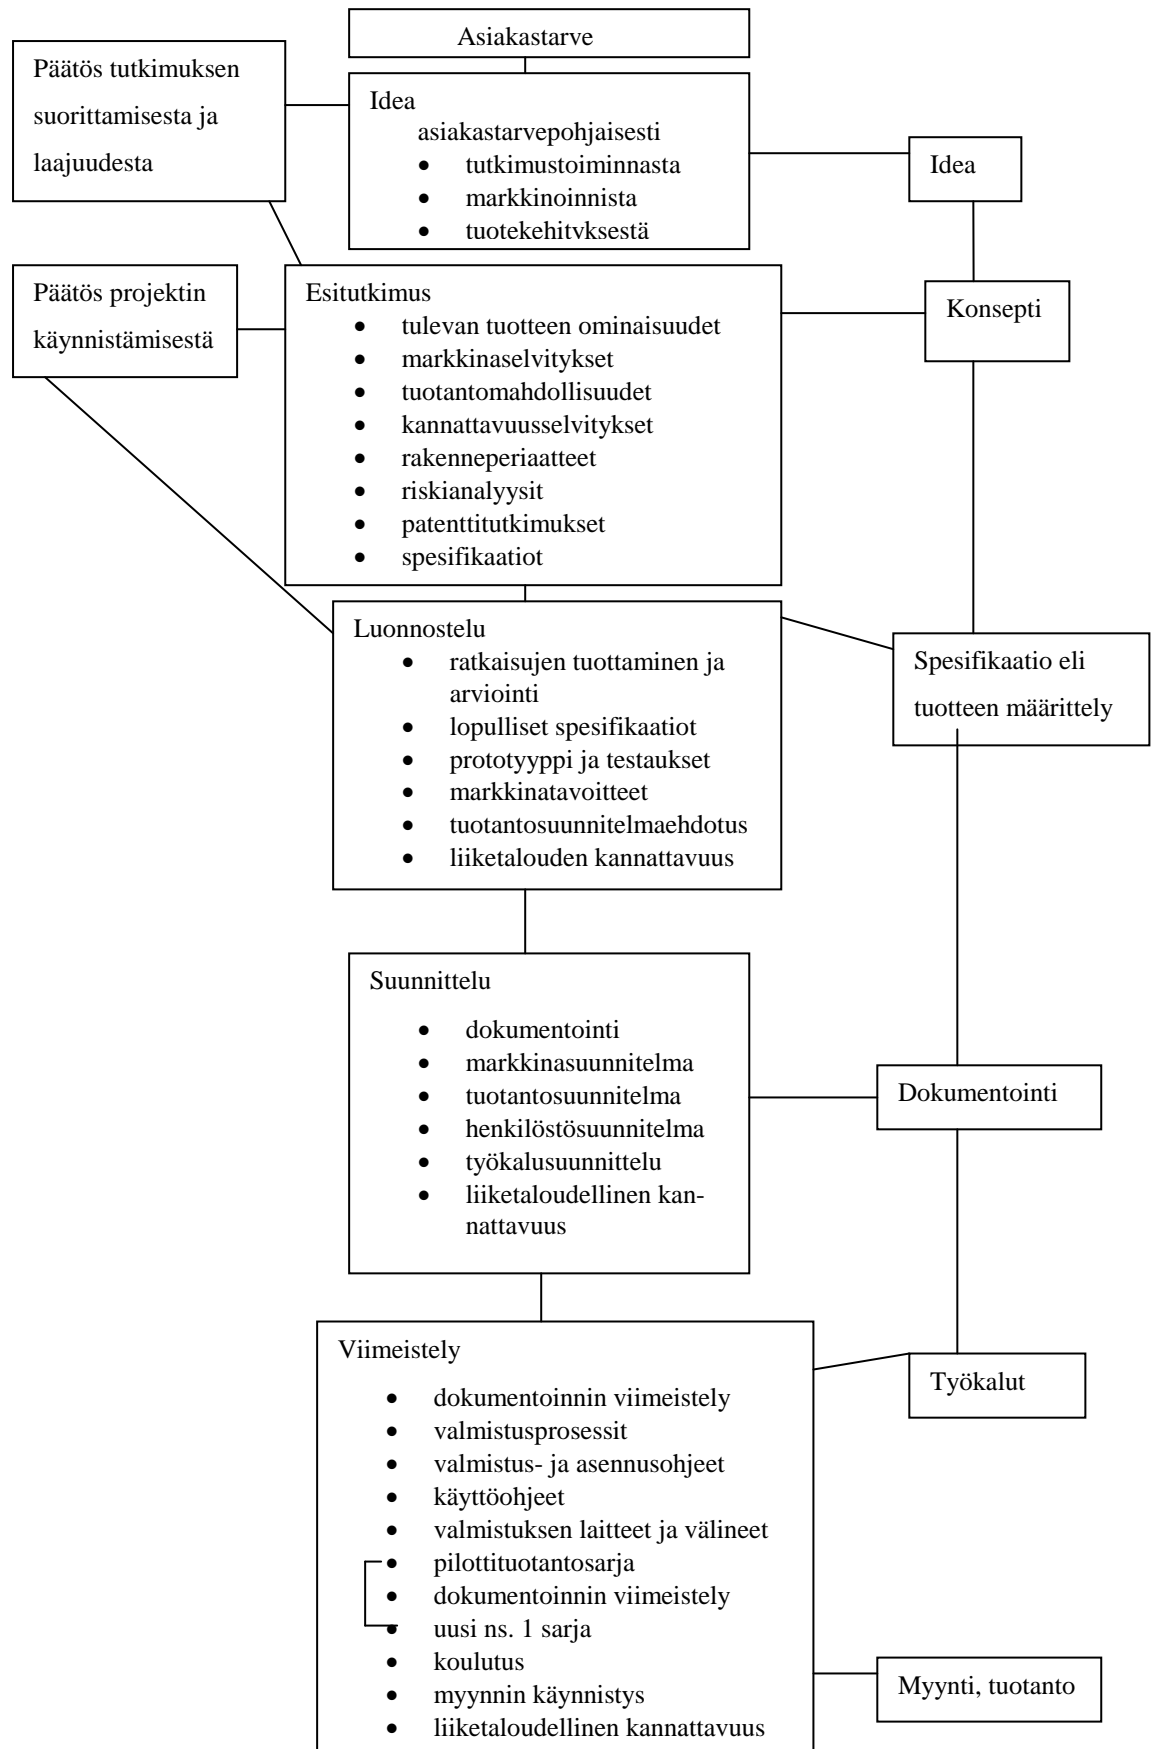 Asiakastarve
Päätös tutkimuksen
suorittamisesta ja
laajuudesta
Idea
asiakastarvepohjaisesti
• tutkimustoiminnasta
• markkinoinnista
• tuotekehityksestä
Idea
Päätös projektin
käynnistämisestä
Esitutkimus
• tulevan tuotteen ominaisuudet
• markkinaselvitykset
• tuotantomahdollisuudet
• kannattavuusselvitykset
• rakenneperiaatteet
• riskianalyysit
• patenttitutkimukset
• spesifikaatiot
Konsepti
Luonnostelu
• ratkaisujen tuottaminen ja
arviointi
• lopulliset spesifikaatiot
• prototyyppi ja testaukset
• markkinatavoitteet
• tuotantosuunnitelmaehdotus
• liiketalouden kannattavuus
Spesifikaatio eli
tuotteen määrittely
Suunnittelu
• dokumentointi
• markkinasuunnitelma
• tuotantosuunnitelma
• henkilöstösuunnitelma
• työkalusuunnittelu
• liiketaloudellinen kan-
nattavuus
Dokumentointi
Viimeistely
• dokumentoinnin viimeistely
• valmistusprosessit
• valmistus- ja asennusohjeet
• käyttöohjeet
• valmistuksen laitteet ja välineet
• pilottituotantosarja
• dokumentoinnin viimeistely
• uusi ns. 1 sarja
• koulutus
• myynnin käynnistys
• liiketaloudellinen kannattavuus
Työkalut
Myynti, tuotanto